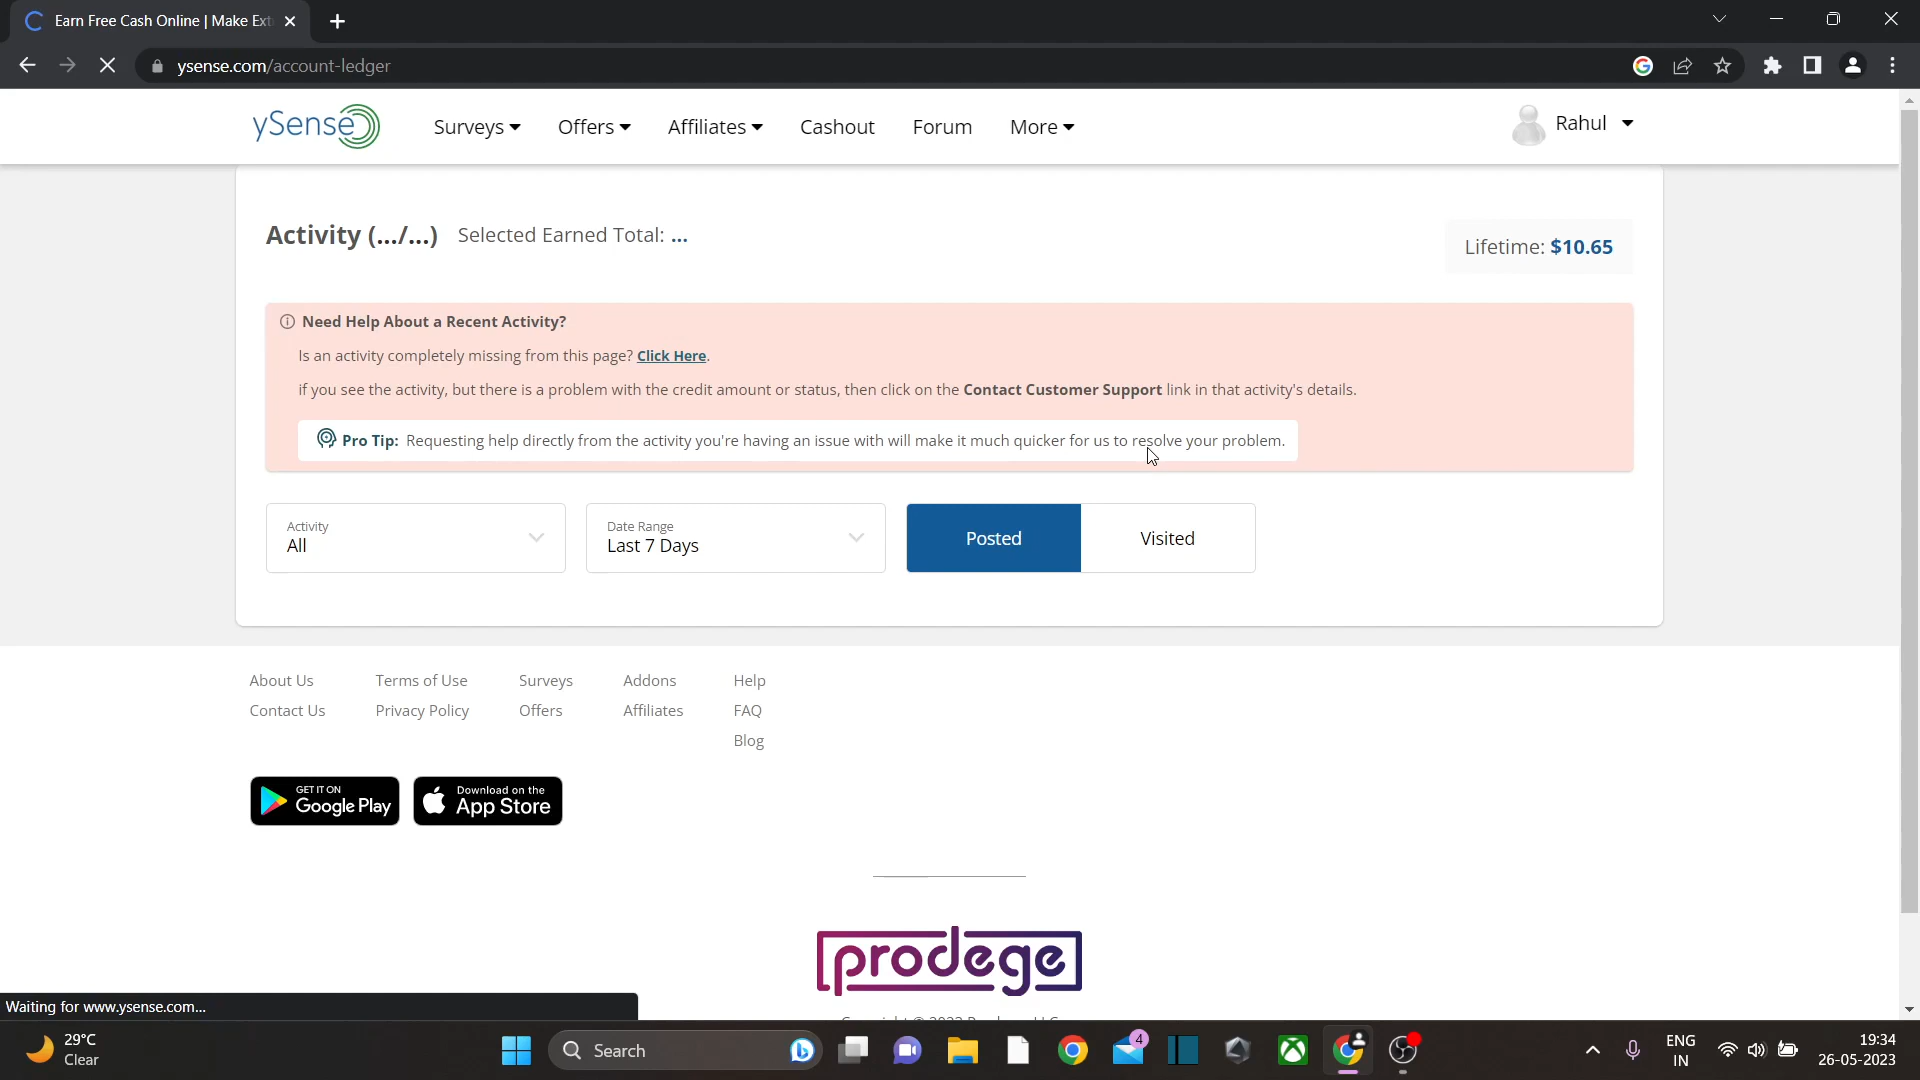 Earn Free Cash Online | Make Ext
ysense.com/account-ledger
ySense
Surveys
Offers
Affiliates
Cashout
Forum
More
Rahul
Activity (.../...)
Selected Earned Total: ...
Lifetime: $10.65
Need Help About a Recent Activity?
Is an activity completely missing from this page? Click Here.
if you see the activity, but there is a problem with the credit amount or status, then click on the Contact Customer Support link in that activity's details.
Pro Tip: Requesting help directly from the activity you're having an issue with will make it much quicker for us to resolve your problem.
Activity
All
Date Range
Last 7 Days
Posted
Visited
About Us
Terms of Use
Surveys
Addons
Help
Contact Us
Privacy Policy
Offers
Affiliates
FAQ
Blog
GET IT ON
Google Play
Download on the
App Store
prodege
Waiting for www.ysense.com...
29°C
Clear
Search
4
ENG
IN
19:34
26-05-2023